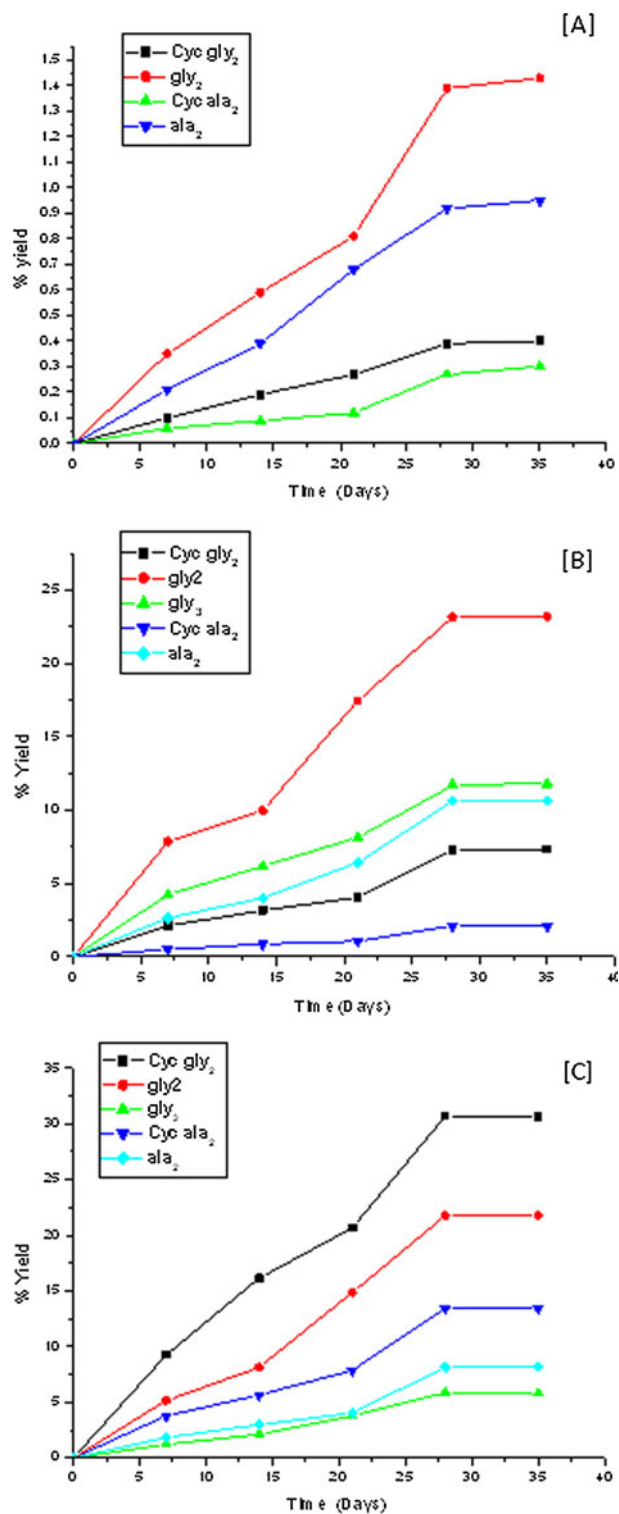 [A]
Cyc gly₂
gly₂
Cyc ala₂
ala₂
1.5
1.4
1.3
1.2
1.1
1.0
0.9
0.8
0.7
0.6
0.5
0.4
0.3
0.2
0.1
0.0
% yield
0 5 10 15 20 25 30 35 40
Time (Days)
[B]
Cyc gly₂
gly2
gly₃
Cyc ala₂
ala₂
25
20
15
10
5
0
% Yield
0 5 10 15 20 25 30 35 40
Time (Days)
[C]
Cyc gly₂
gly2
gly₃
Cyc ala₂
ala₂
35
30
25
20
15
10
5
0
% Yield
0 5 10 15 20 25 30 35 40
Time (Days)